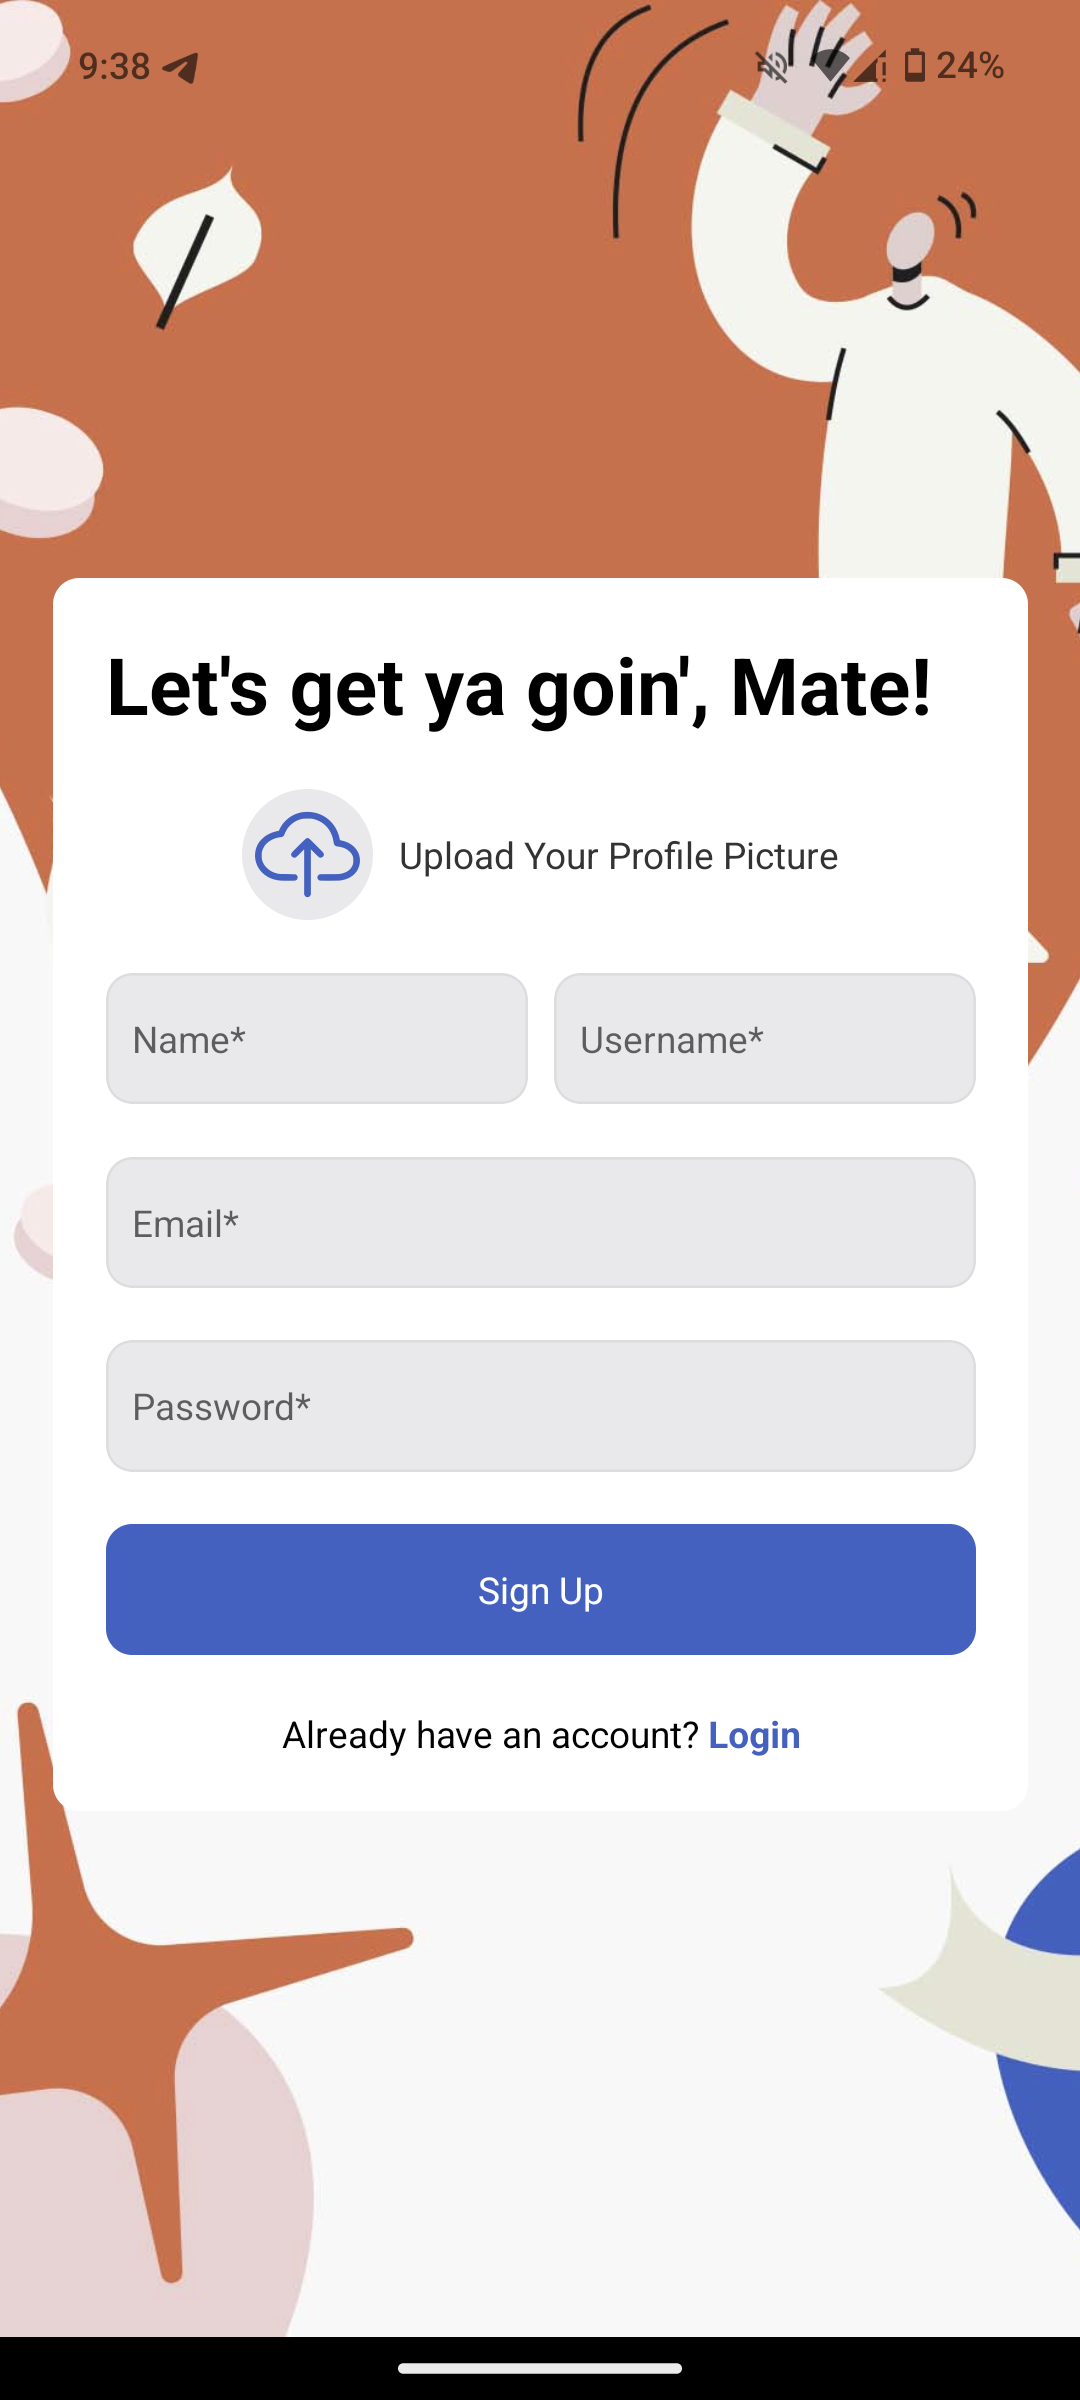 9:38 24%
Let's get ya goin', Mate!
Upload Your Profile Picture
Name* Username*
Email*
Password*
Sign Up
Already have an account? Login